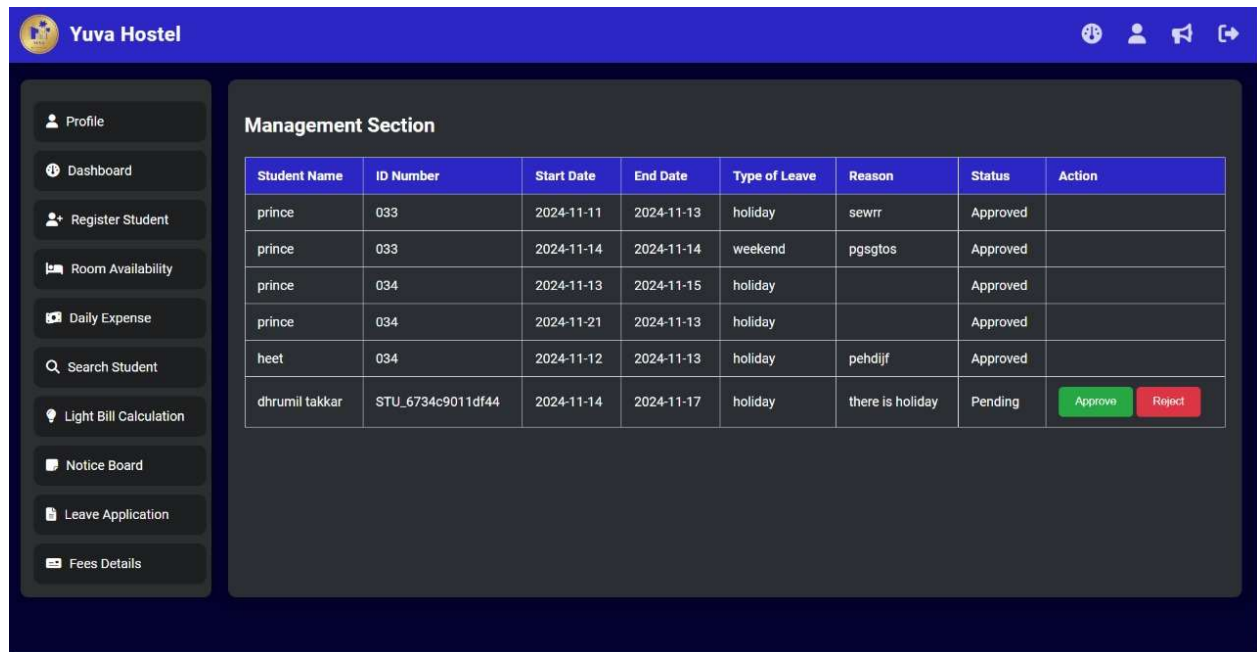 Yuva Hostel
Profile
Dashboard
Register Student
Room Availability
Daily Expense
Search Student
Light Bill Calculation
Notice Board
Leave Application
Fees Details
Management Section
Student Name ID Number Start Date End Date Type of Leave Reason Status Action
prince 033 2024-11-11 2024-11-13 holiday sewrr Approved
prince 033 2024-11-14 2024-11-14 weekend pgsgtos Approved
prince 034 2024-11-13 2024-11-15 holiday Approved
prince 034 2024-11-21 2024-11-13 holiday Approved
heet 034 2024-11-12 2024-11-13 holiday pehdijf Approved
dhrumil takkar STU_6734c9011df44 2024-11-14 2024-11-17 holiday there is holiday Pending Approve Reject